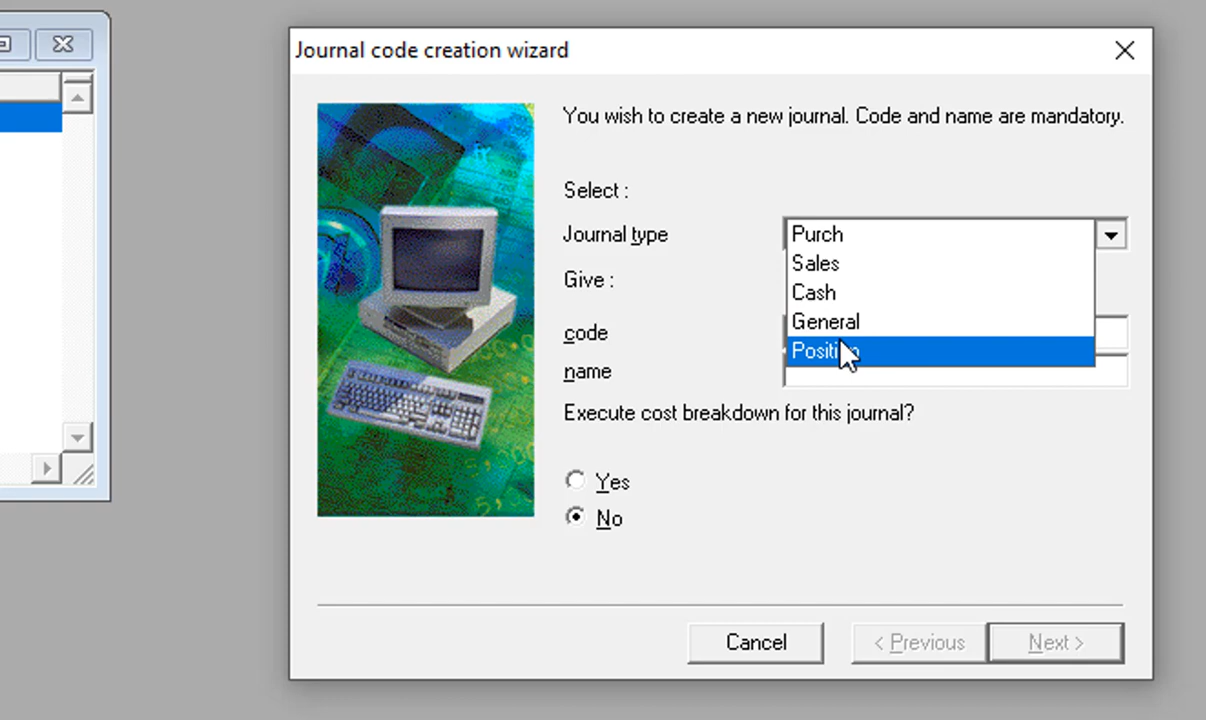 Journal code creation wizard
You wish to create a new journal. Code and name are mandatory.
Select :
Journal type
Purch
Sales
Give :
Cash
General
code
name
Execute cost breakdown for this journal?
Yes
No
Cancel
< Previous
Next >